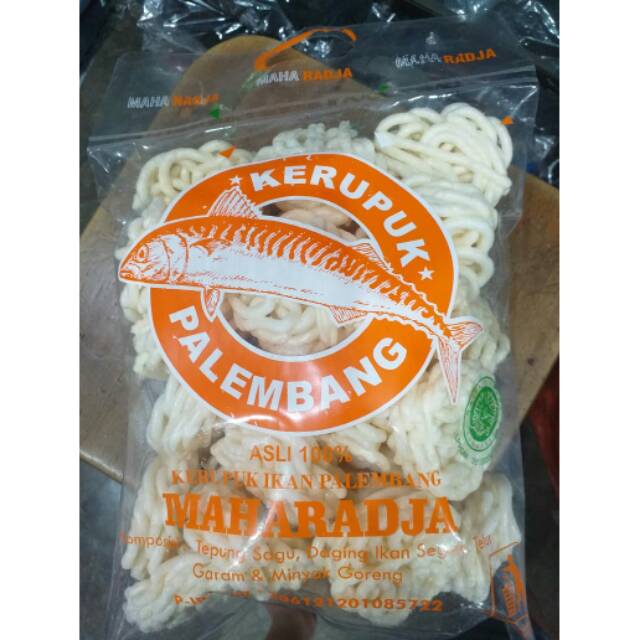 MAHA RADJA
MAHA RADJA
MAHA RADJA
KERUPUK
PALEMBANG
ASLI 100%
KERUPUK IKAN PALEMBANG
MAHARADJA
Komposisi : Tepung Sagu, Daging Ikan Segar, Telur
Garam & Minyak Goreng